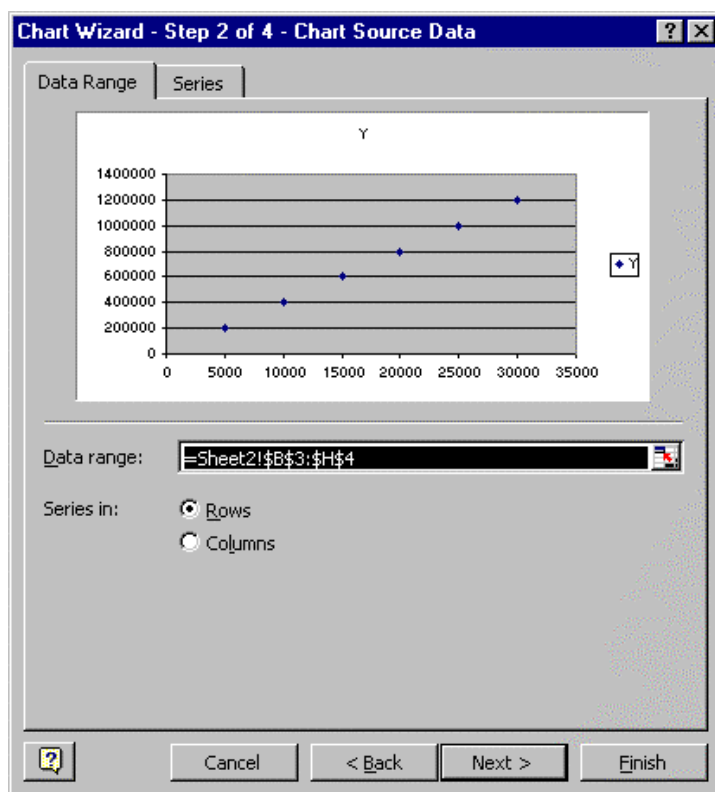 Chart Wizard - Step 2 of 4 - Chart Source Data
Data Range Series
Y
1400000
1200000
1000000
800000
600000
400000
200000
0
Y
0 5000 10000 15000 20000 25000 30000 35000
Data range: =Sheet2!$B$3:$H$4
Series in: Rows
Columns
? Cancel < Back Next > Finish